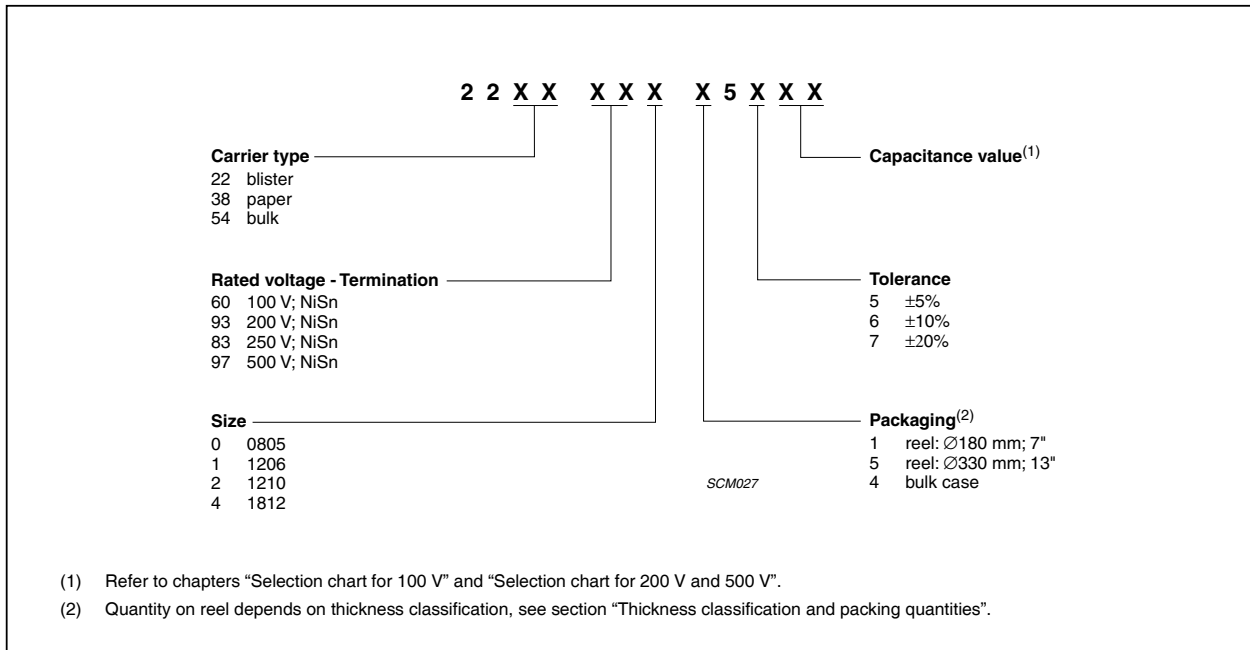 2 2 X X X X X X 5 X X X
Carrier type
22 blister
38 paper
54 bulk
Capacitance value(1)
Rated voltage - Termination
60 100 V; NiSn
93 200 V; NiSn
83 250 V; NiSn
97 500 V; NiSn
Tolerance
5 ±5%
6 ±10%
7 ±20%
Size
0 0805
1 1206
2 1210
4 1812
Packaging(2)
1 reel: ∅180 mm; 7"
5 reel: ∅330 mm; 13"
4 bulk case
SCM027
(1) Refer to chapters “Selection chart for 100 V” and “Selection chart for 200 V and 500 V”.
(2) Quantity on reel depends on thickness classification, see section “Thickness classification and packing quantities”.